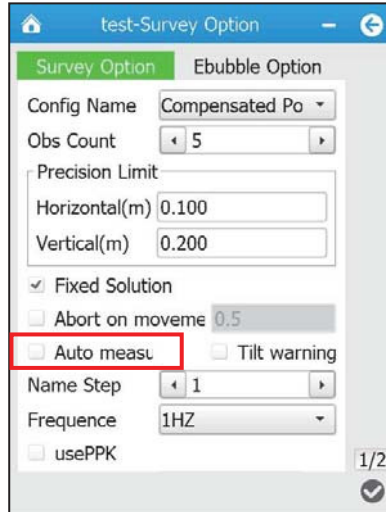 test-Survey Option
Survey Option Ebubble Option
Config Name Compensated Po
Obs Count 5
Precision Limit
Horizontal(m) 0.100
Vertical(m) 0.200
Fixed Solution
Abort on moveme 0.5
Auto measu Tilt warning
Name Step 1
Frequence 1HZ
usePPK
1/2